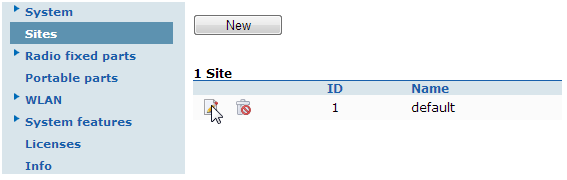 System
Sites
Radio fixed parts
Portable parts
WLAN
System features
Licenses
Info
New
1 Site
ID Name
1 default